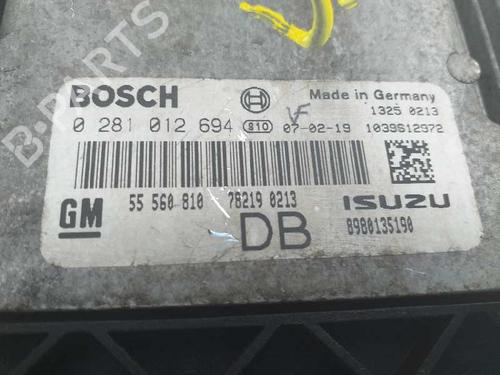 B-PARTS
BOSCH Made in Germany
1325 0213
0 281 012 694 810 VF 07-02-19 1039S12972
GM 55 560 810 78219 0213 ISUZU
DB 8980135190